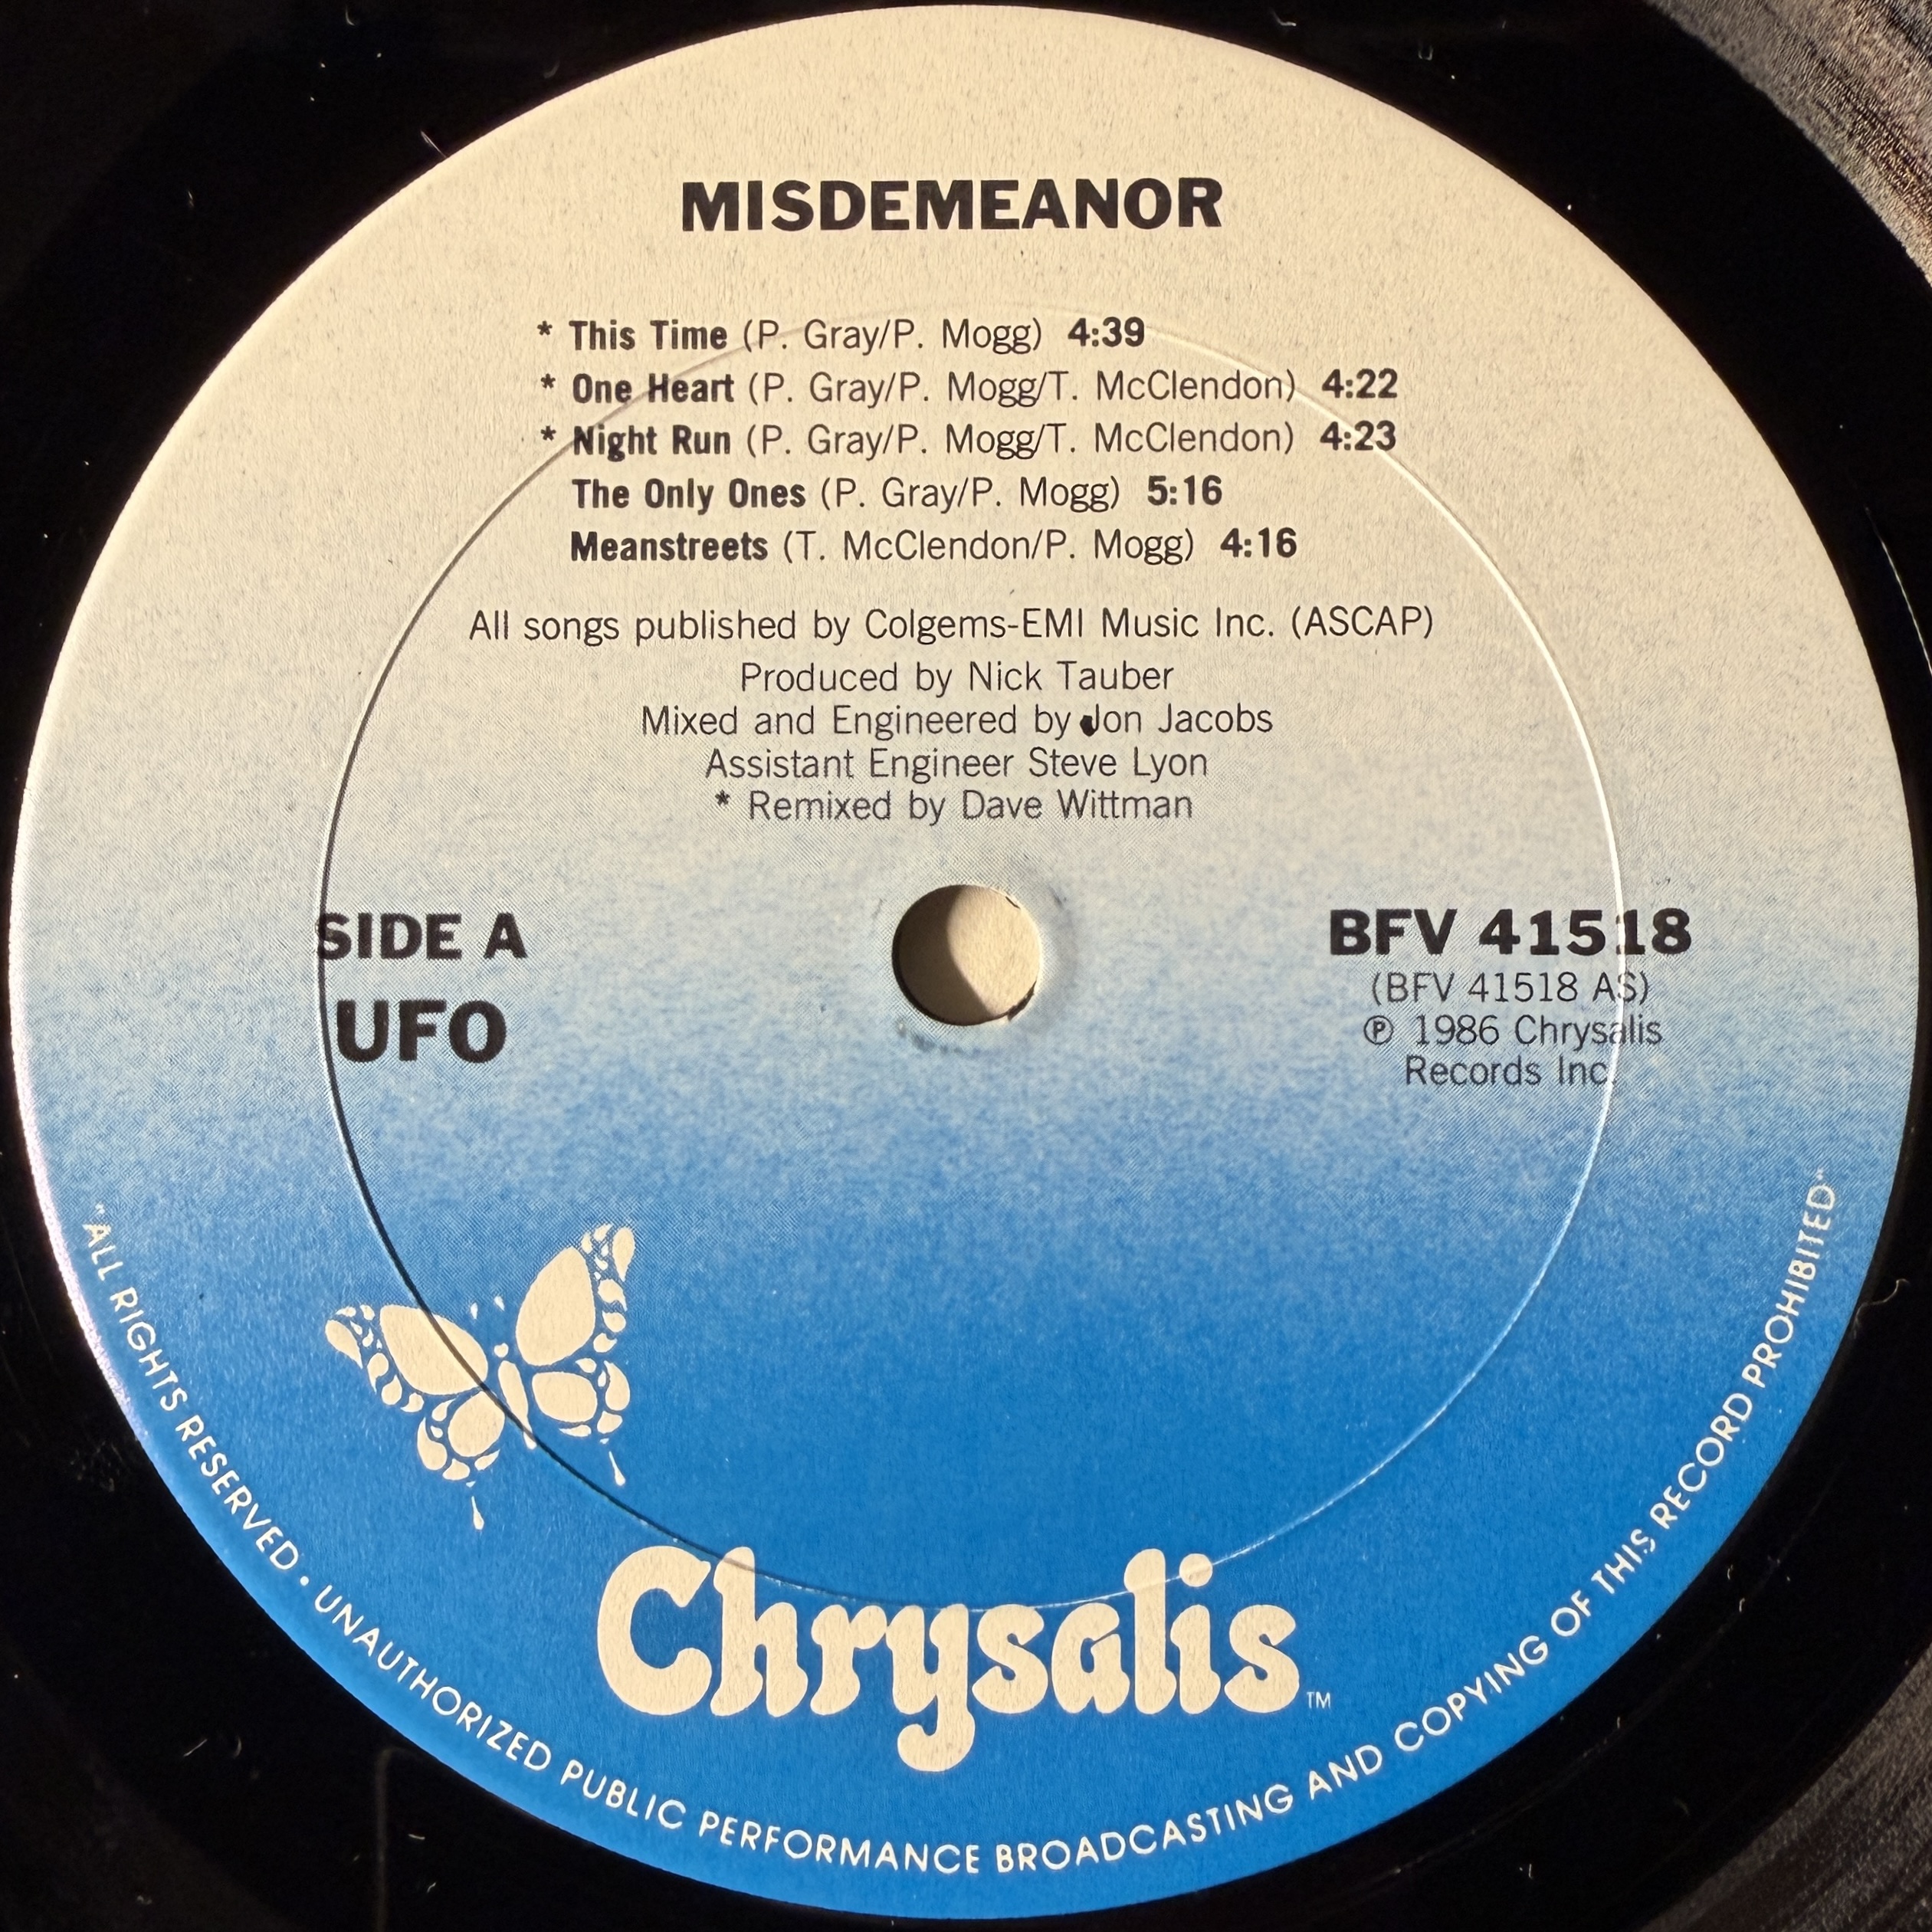 MISDEMEANOR
* This Time (P. Gray/P. Mogg) 4:39
* One Heart (P. Gray/P. Mogg/T. McClendon) 4:22
* Night Run (P. Gray/P. Mogg/T. McClendon) 4:23
The Only Ones (P. Gray/P. Mogg) 5:16
Meanstreets (T. McClendon/P. Mogg) 4:16
All songs published by Colgems-EMI Music Inc. (ASCAP)
Produced by Nick Tauber
Mixed and Engineered by Jon Jacobs
Assistant Engineer Steve Lyon
* Remixed by Dave Wittman
SIDE A
UFO
BFV 41518
(BFV 41518 AS)
℗ 1986 Chrysalis
Records Inc.
Chrysalis™
"ALL RIGHTS RESERVED • UNAUTHORIZED PUBLIC PERFORMANCE BROADCASTING AND COPYING OF THIS RECORD PROHIBITED"